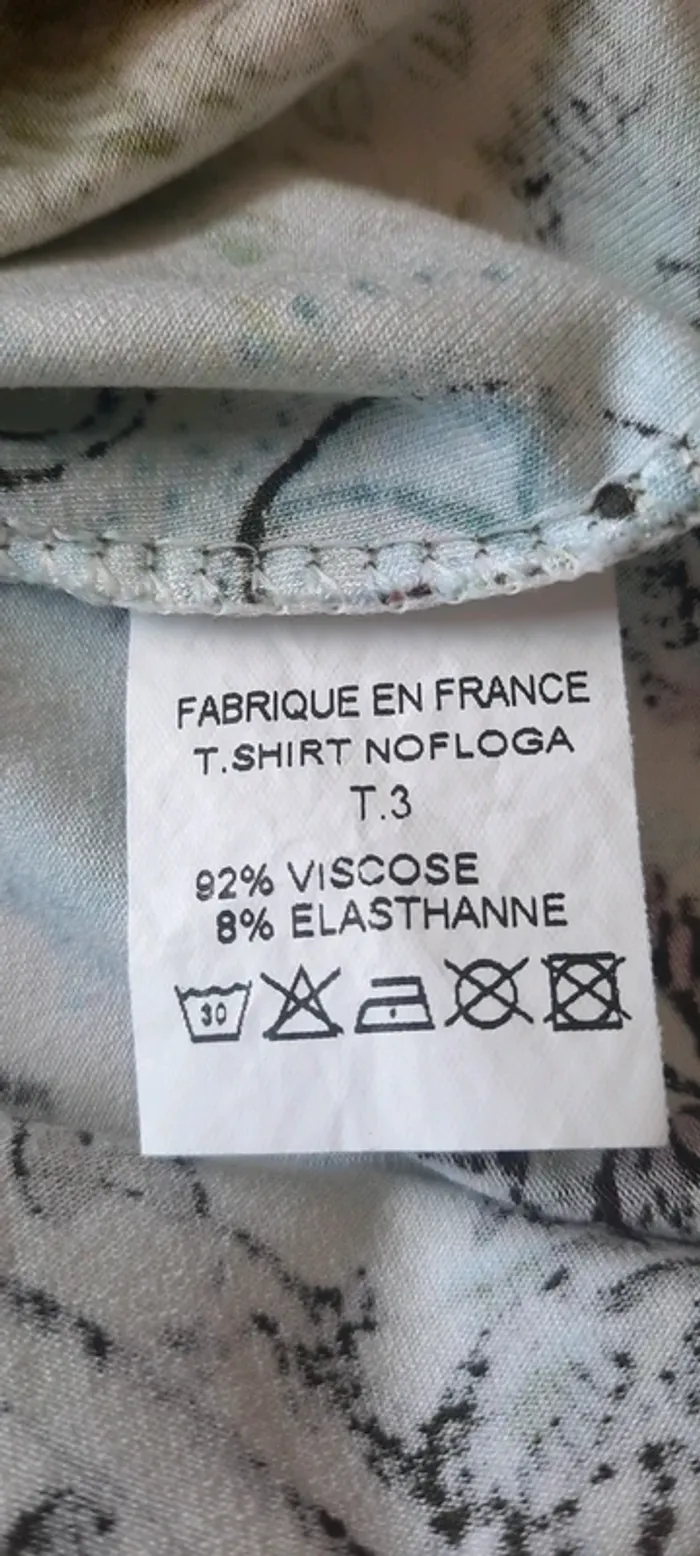 FABRIQUE EN FRANCE
T.SHIRT NOFLOGA
T.3
92% VISCOSE
8% ELASTHANNE
30